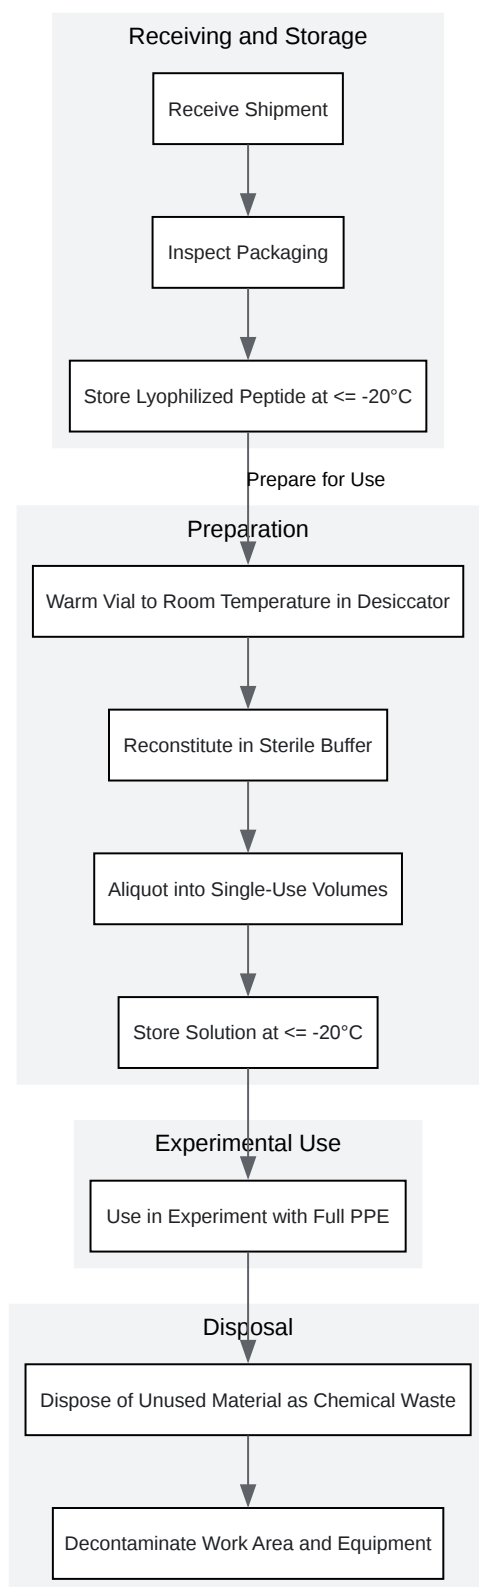 Receiving and Storage
Receive Shipment
Inspect Packaging
Store Lyophilized Peptide at <= -20°C
Prepare for Use
Preparation
Warm Vial to Room Temperature in Desiccator
Reconstitute in Sterile Buffer
Aliquot into Single-Use Volumes
Store Solution at <= -20°C
Experimental Use
Use in Experiment with Full PPE
Disposal
Dispose of Unused Material as Chemical Waste
Decontaminate Work Area and Equipment